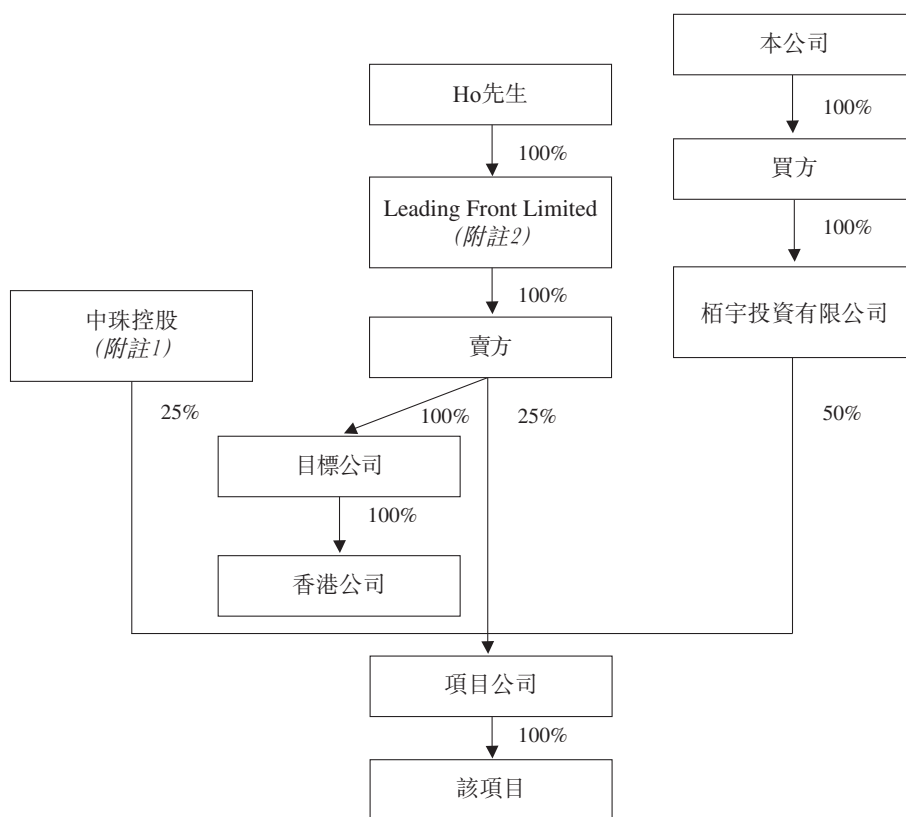 本公司
100%
Ho先生
100%
買方
100%
Leading Front Limited
(附註2)
100%
栢宇投資有限公司
中珠控股
(附註1)
賣方
25%
100%
25%
50%
目標公司
100%
香港公司
項目公司
100%
該項目